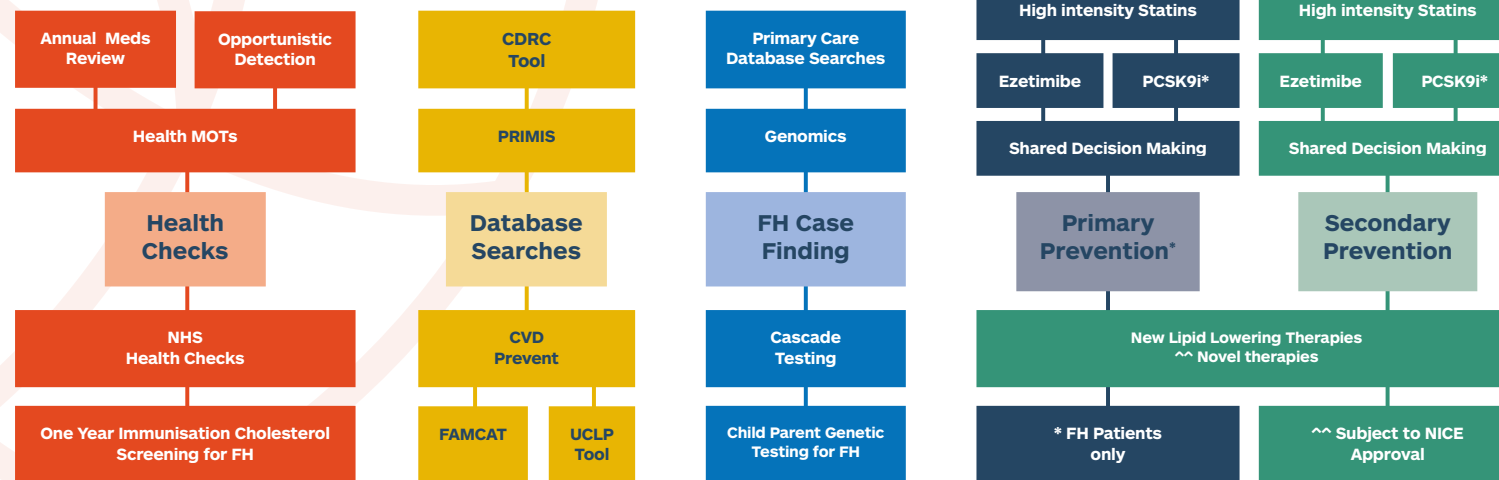 Annual Meds
Review
Opportunistic
Detection
Health MOTs
Health
Checks
NHS
Health Checks
One Year Immunisation Cholesterol
Screening for FH
CDRC
Tool
PRIMIS
Database
Searches
CVD
Prevent
FAMCAT
UCLP
Tool
Primary Care
Database Searches
Genomics
FH Case
Finding
Cascade
Testing
Child Parent Genetic
Testing for FH
High intensity Statins
Ezetimibe
PCSK9i*
Shared Decision Making
Primary
Prevention*
High intensity Statins
Ezetimibe
PCSK9i*
Shared Decision Making
Secondary
Prevention
New Lipid Lowering Therapies
^^ Novel therapies
* FH Patients
only
^^ Subject to NICE
Approval